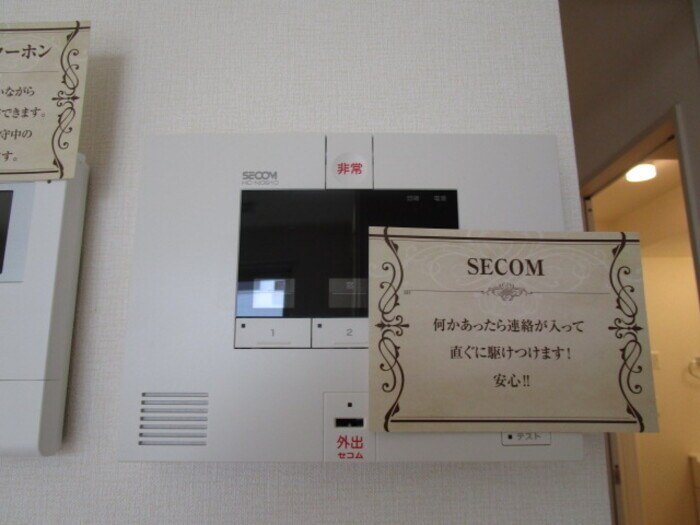 ーホン
いながら
できます。
守中の
す。
SECOM
非常
1
2
外出
セコム
テスト
SECOM
何かあったら連絡が入って
直ぐに駆けつけます!
安心!!